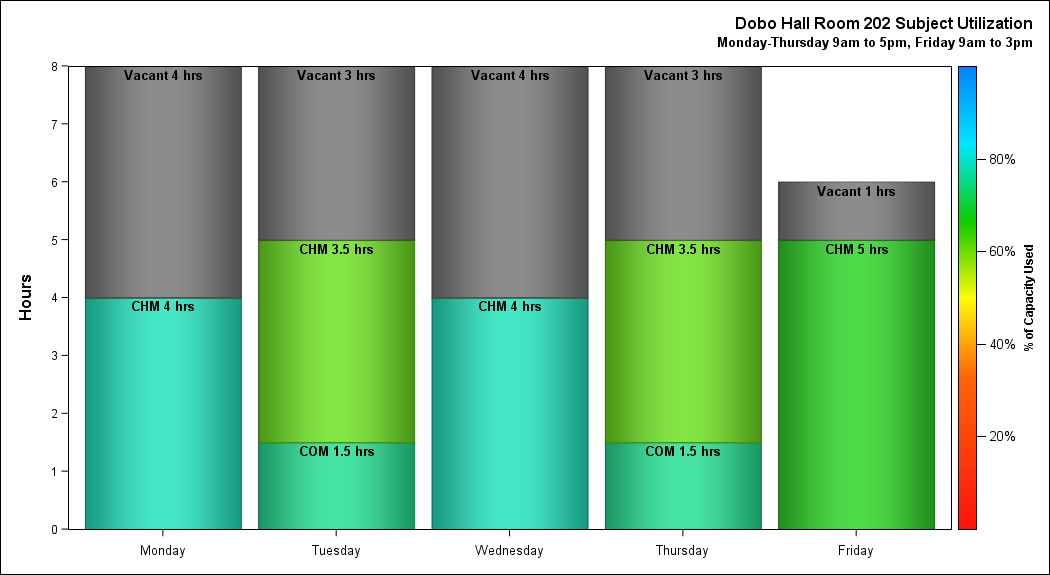 Dobo Hall Room 202 Subject Utilization
Monday-Thursday 9am to 5pm, Friday 9am to 3pm
8
7
6
5
4
3
2
1
0
Hours
Vacant 4 hrs
CHM 4 hrs
Vacant 3 hrs
CHM 3.5 hrs
COM 1.5 hrs
Vacant 4 hrs
CHM 4 hrs
Vacant 3 hrs
CHM 3.5 hrs
COM 1.5 hrs
Vacant 1 hrs
CHM 5 hrs
Monday
Tuesday
Wednesday
Thursday
Friday
80%
60%
40%
20%
% of Capacity Used